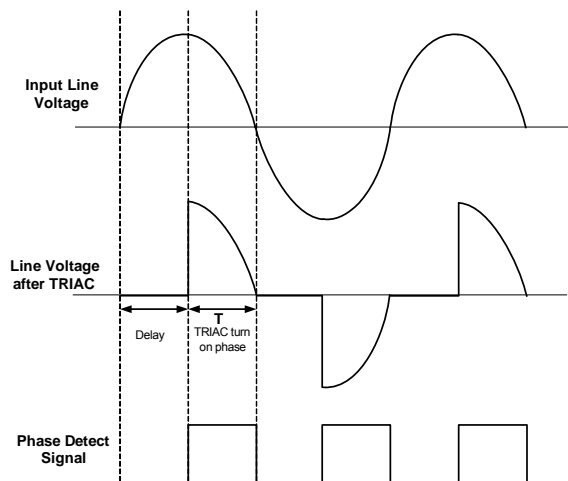 Input Line
Voltage
Line Voltage
after TRIAC
Delay
T
TRIAC turn
on phase
Phase Detect
Signal